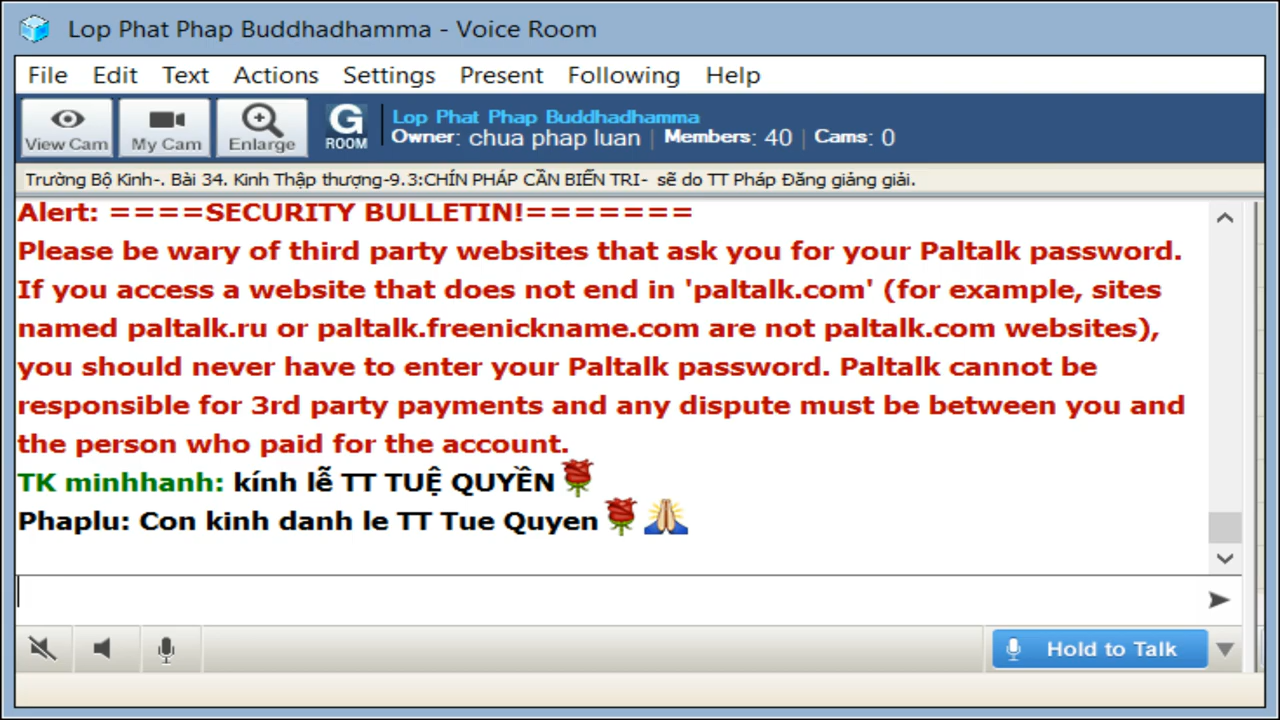 Lop Phat Phap Buddhadhamma - Voice Room
File Edit Text Actions Settings Present Following Help
View Cam My Cam Enlarge G ROOM Lop Phat Phap Buddhadhamma
Owner: chua phap luan | Members: 40 | Cams: 0
Trường Bộ Kinh-. Bài 34. Kinh Thập thượng-9.3:CHÍN PHÁP CẦN BIẾN TRI- sẽ do TT Pháp Đăng giảng giải.
Alert: ====SECURITY BULLETIN!=======
Please be wary of third party websites that ask you for your Paltalk password.
If you access a website that does not end in 'paltalk.com' (for example, sites
named paltalk.ru or paltalk.freenickname.com are not paltalk.com websites),
you should never have to enter your Paltalk password. Paltalk cannot be
responsible for 3rd party payments and any dispute must be between you and
the person who paid for the account.
TK minhhanh: kính lễ TT TUỆ QUYỀN
Phaplu: Con kinh danh le TT Tue Quyen
Hold to Talk